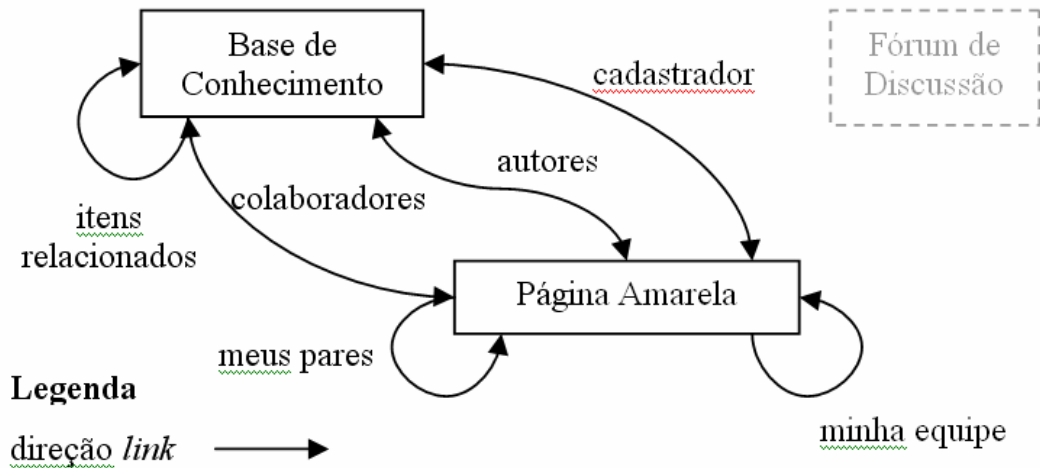 Base de
Conhecimento
Fórum de
Discussão
cadastrador
autores
colaboradores
itens
relacionados
Página Amarela
meus pares
Legenda
minha equipe
direção link